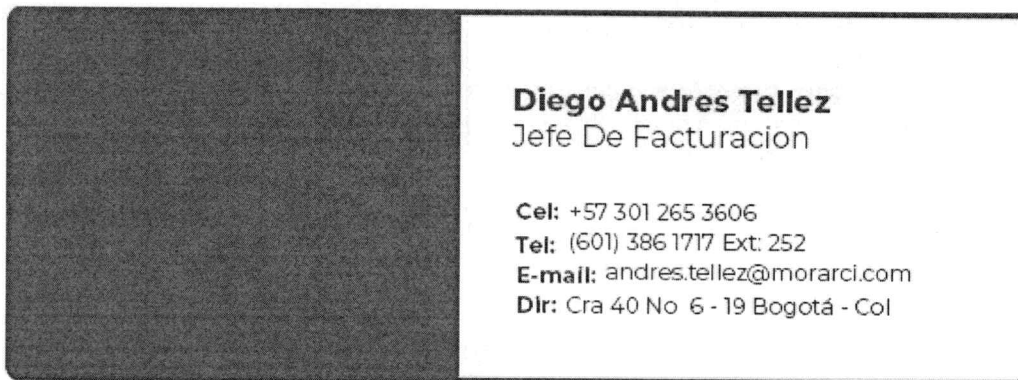 Diego Andres Tellez
Jefe De Facturacion
Cel: +57 301 265 3606
Tel: (601) 386 1717 Ext: 252
E-mail: andres.tellez@morarci.com
Dir: Cra 40 No 6 - 19 Bogotá - Col